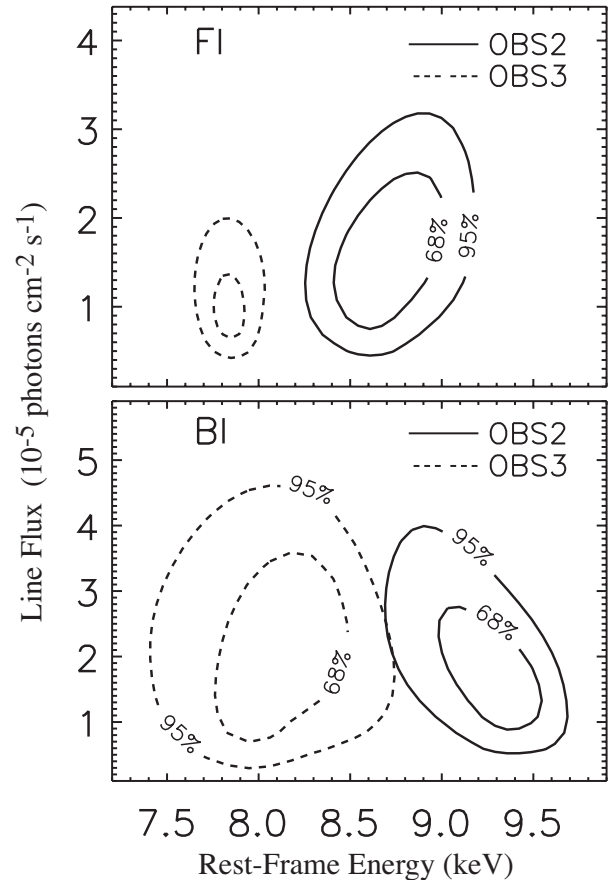 FI
OBS2
OBS3
4
3
2
1
68%
95%
BI
OBS2
OBS3
5
4
3
2
1
95%
95%
68%
68%
95%
7.5 8.0 8.5 9.0 9.5
Rest-Frame Energy (keV)
Line Flux (10-5 photons cm-2 s-1)